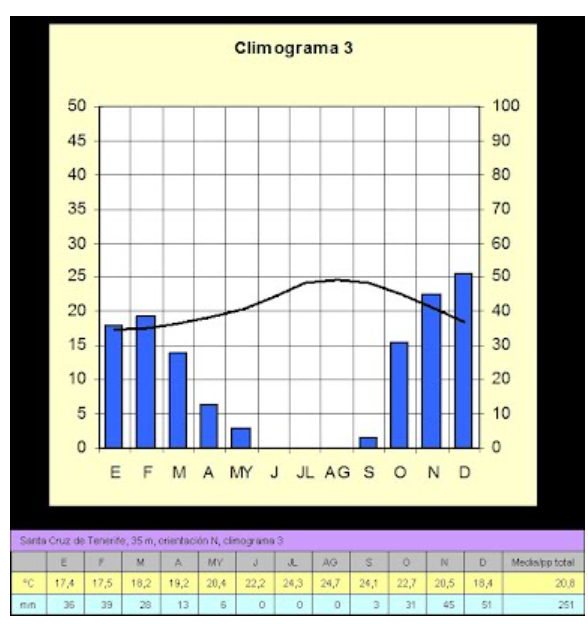 Climograma 3
50 100
45 90
40 80
35 70
30 60
25 50
20 40
15 30
10 20
5 10
0 0
E F M A MY J JL AG S O N D
Santa Cruz de Tenerife, 35 m, orientación N, climograma 3
E F M A MY J JL AG S O N D Media/pp total
°C 17,4 17,5 18,2 19,2 20,4 22,2 24,3 24,7 24,1 22,7 20,5 18,4 20,8
mm 36 39 28 13 6 0 0 0 3 31 45 51 251